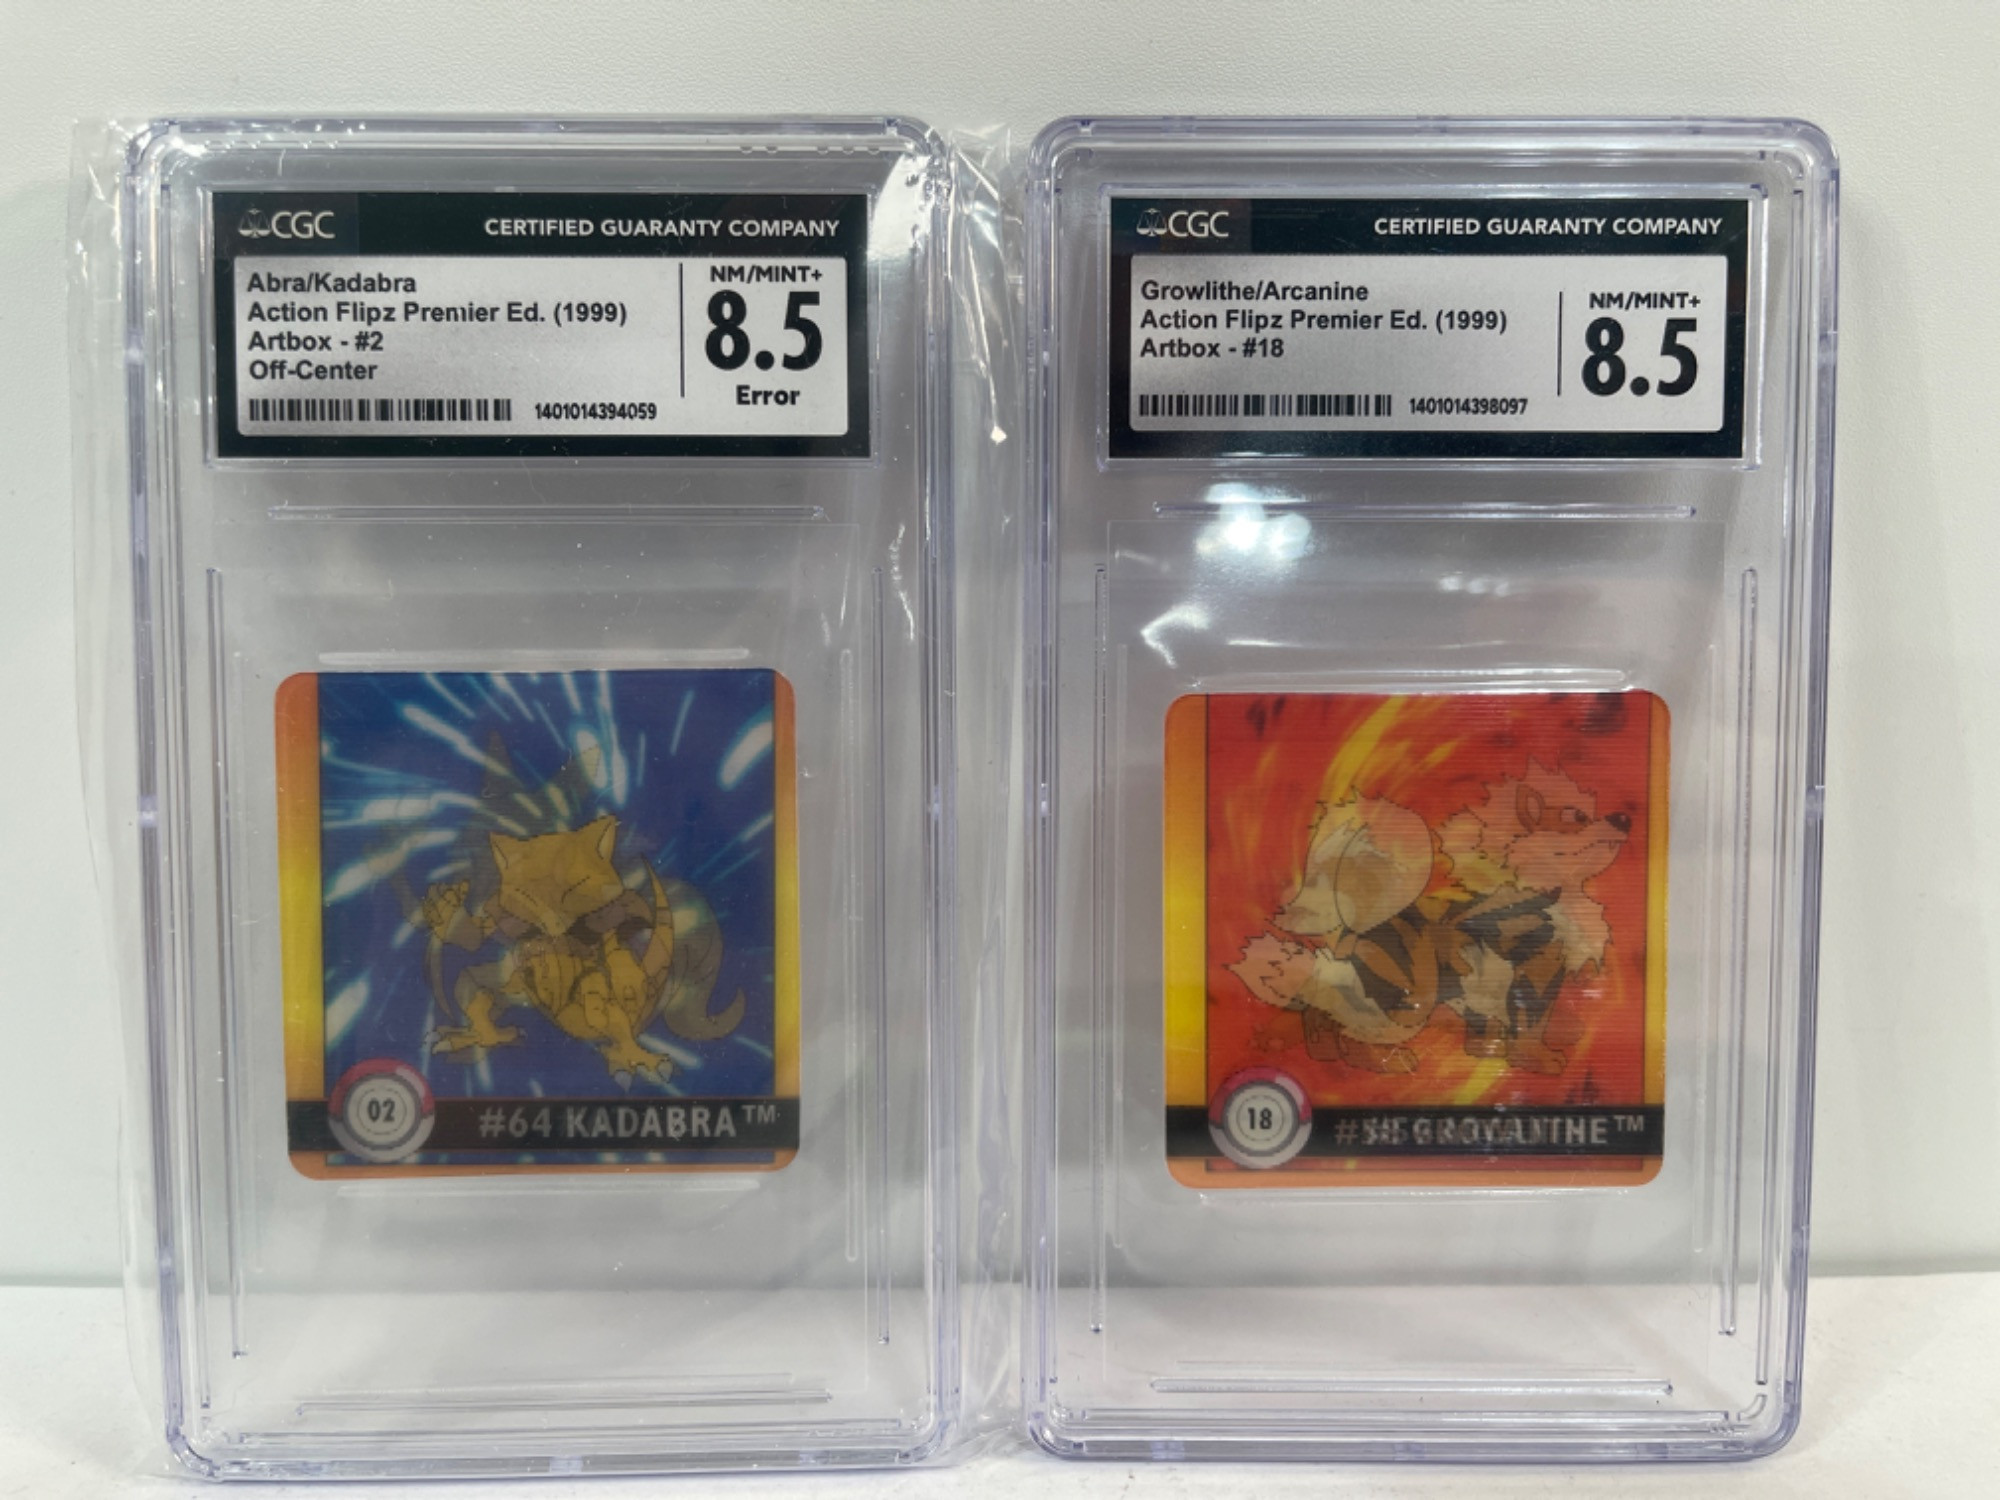 CGC CERTIFIED GUARANTY COMPANY
Abra/Kadabra
Action Flipz Premier Ed. (1999)
Artbox - #2
Off-Center
1401014394059
NM/MINT+
8.5
Error
02
#64 KADABRA™
CGC CERTIFIED GUARANTY COMPANY
Growlithe/Arcanine
Action Flipz Premier Ed. (1999)
Artbox - #18
1401014398097
NM/MINT+
8.5
18
GROWLITHE™